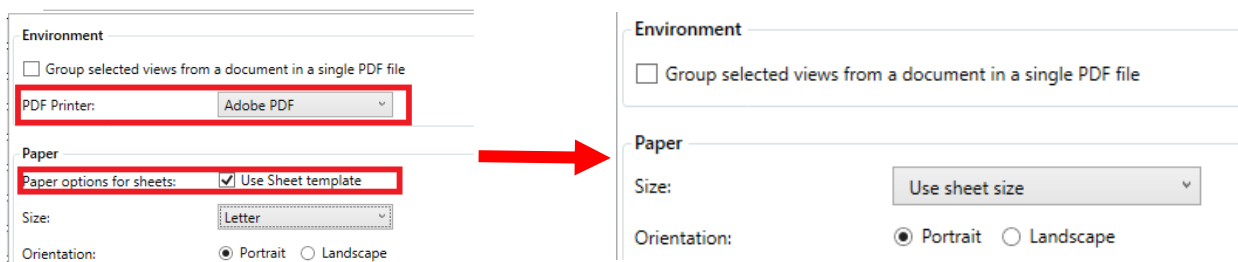 Environment
Group selected views from a document in a single PDF file
PDF Printer: Adobe PDF
Paper
Paper options for sheets: Use Sheet template
Size: Letter
Orientation: Portrait Landscape
Environment
Group selected views from a document in a single PDF file
Paper
Size: Use sheet size
Orientation: Portrait Landscape